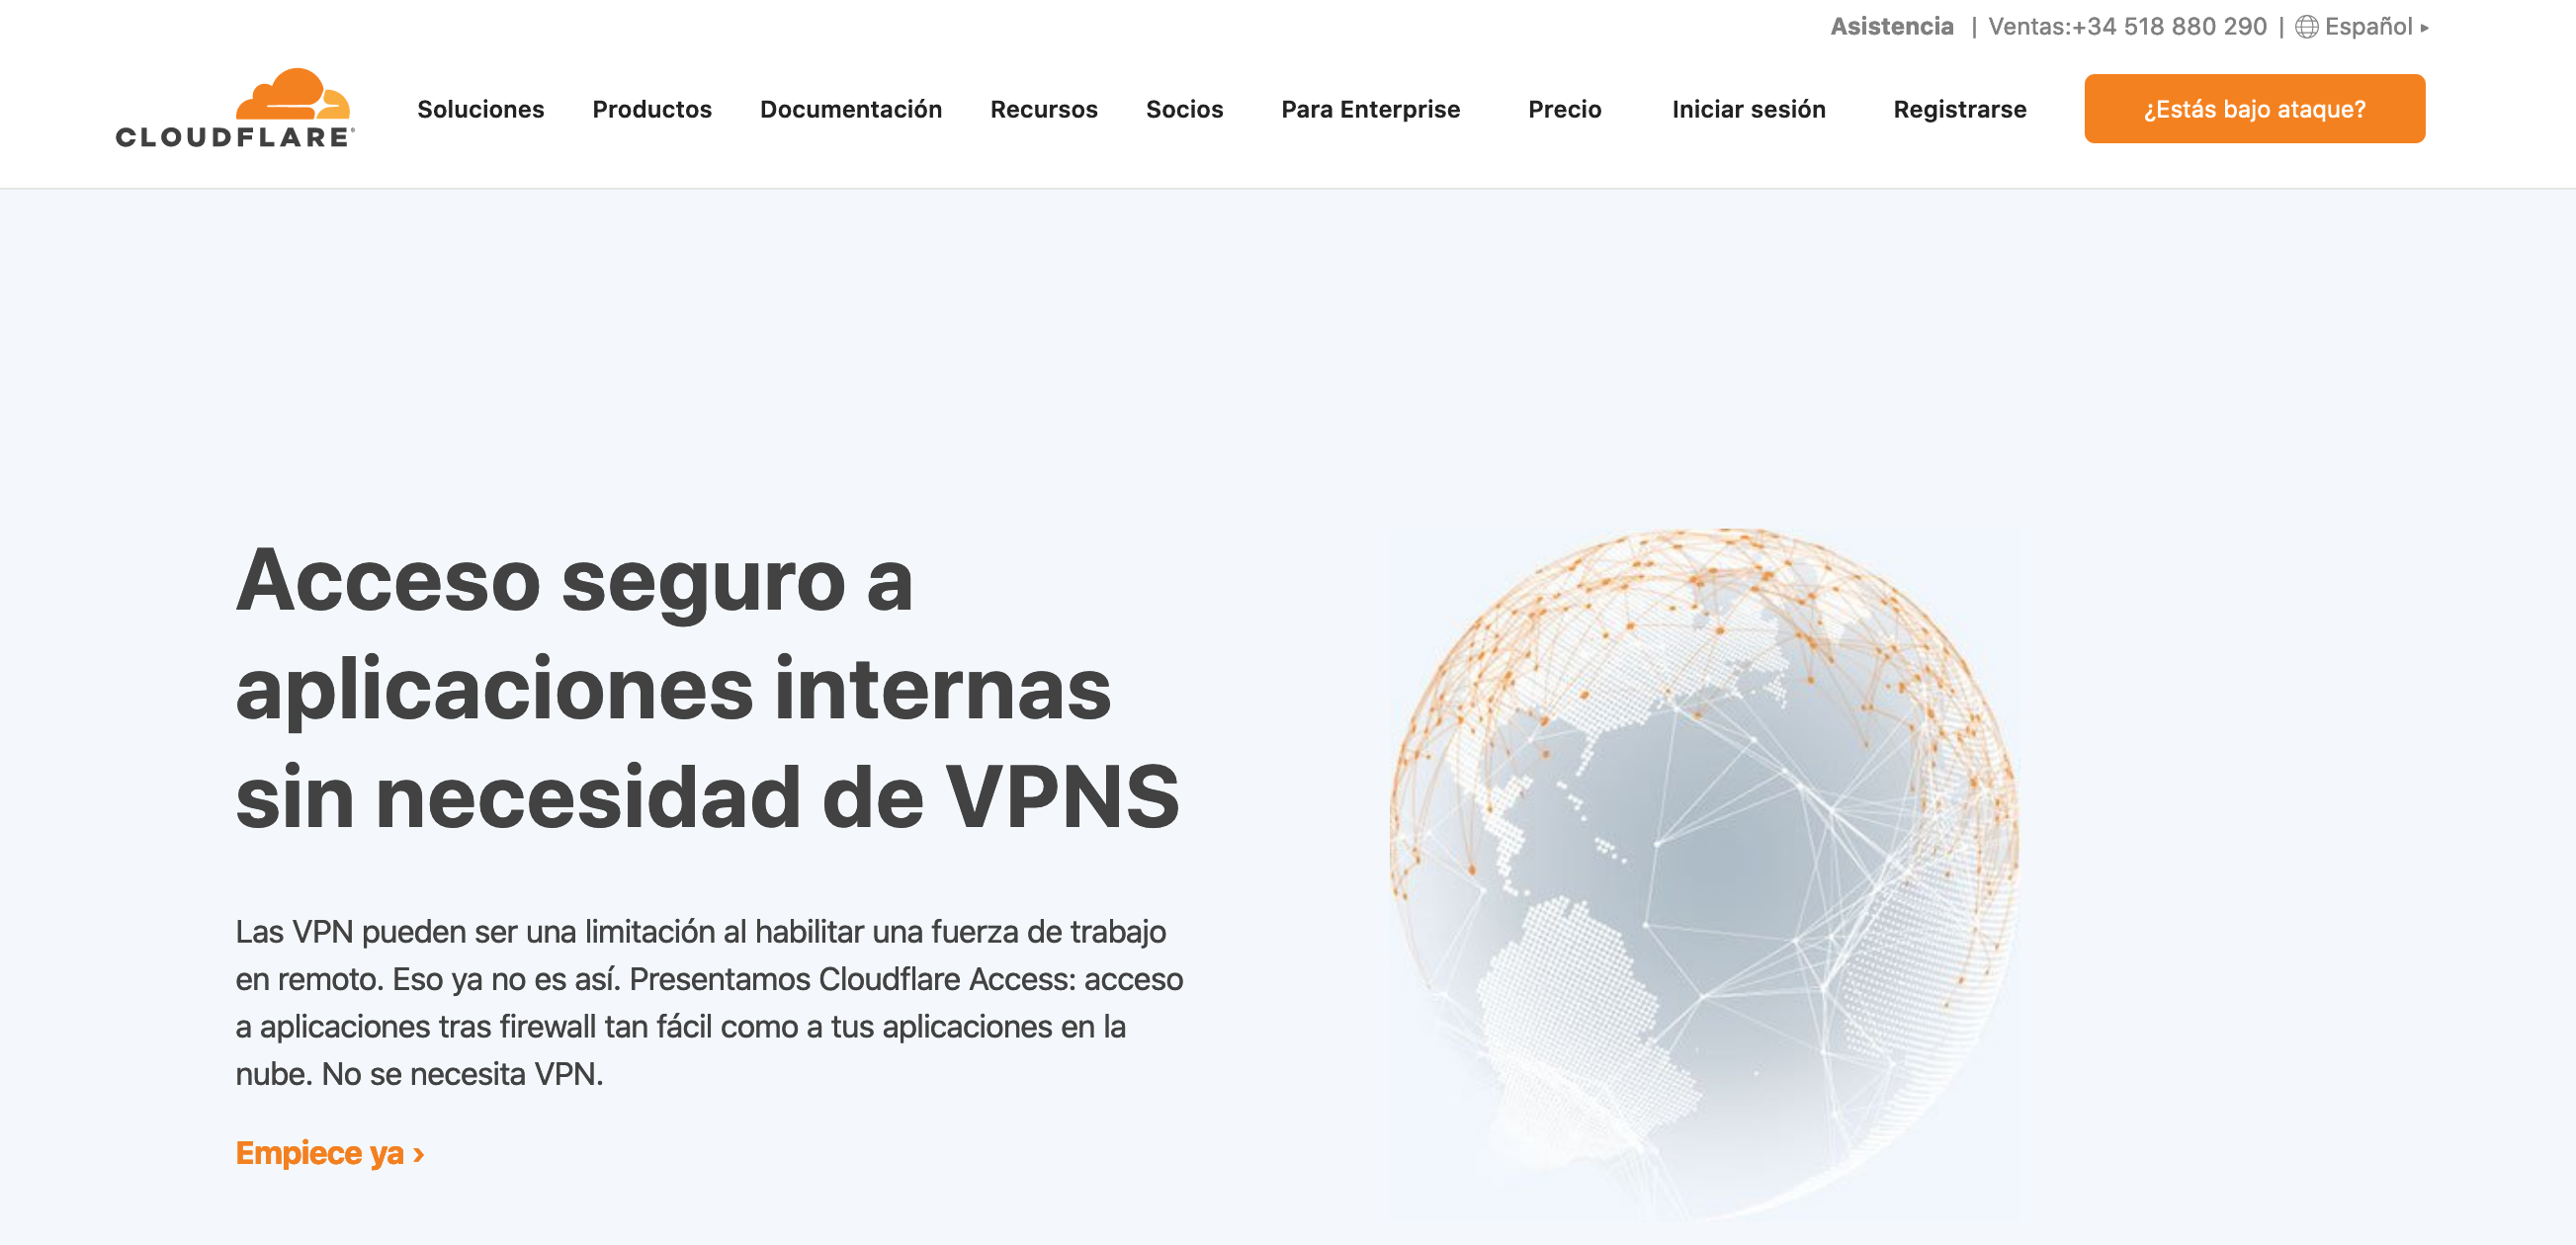 Asistencia | Ventas:+34 518 880 290 | Español ▸
CLOUDFLARE®
Soluciones Productos Documentación Recursos Socios Para Enterprise Precio Iniciar sesión Registrarse ¿Estás bajo ataque?
Acceso seguro a
aplicaciones internas
sin necesidad de VPNS
Las VPN pueden ser una limitación al habilitar una fuerza de trabajo
en remoto. Eso ya no es así. Presentamos Cloudflare Access: acceso
a aplicaciones tras firewall tan fácil como a tus aplicaciones en la
nube. No se necesita VPN.
Empiece ya ›